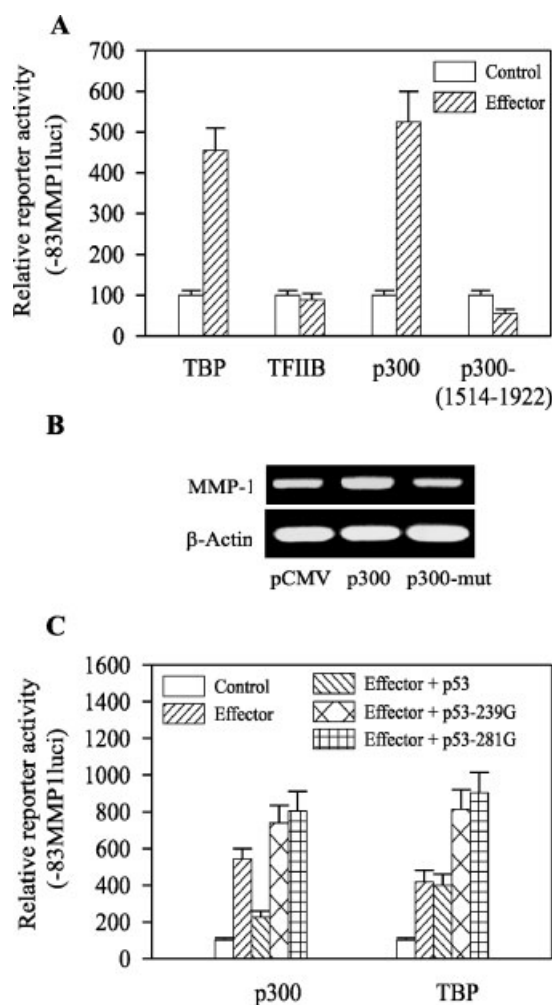 A
Relative reporter activity
(-83MMP1luci)
700
600
500
400
300
200
100
0
Control
Effector
TBP
TFIIB
p300
p300-
(1514-1922)
B
MMP-1
β-Actin
pCMV
p300
p300-mut
C
Relative reporter activity
(-83MMP1luci)
1600
1400
1200
1000
800
600
400
200
0
Control
Effector
Effector + p53
Effector + p53-239G
Effector + p53-281G
p300
TBP